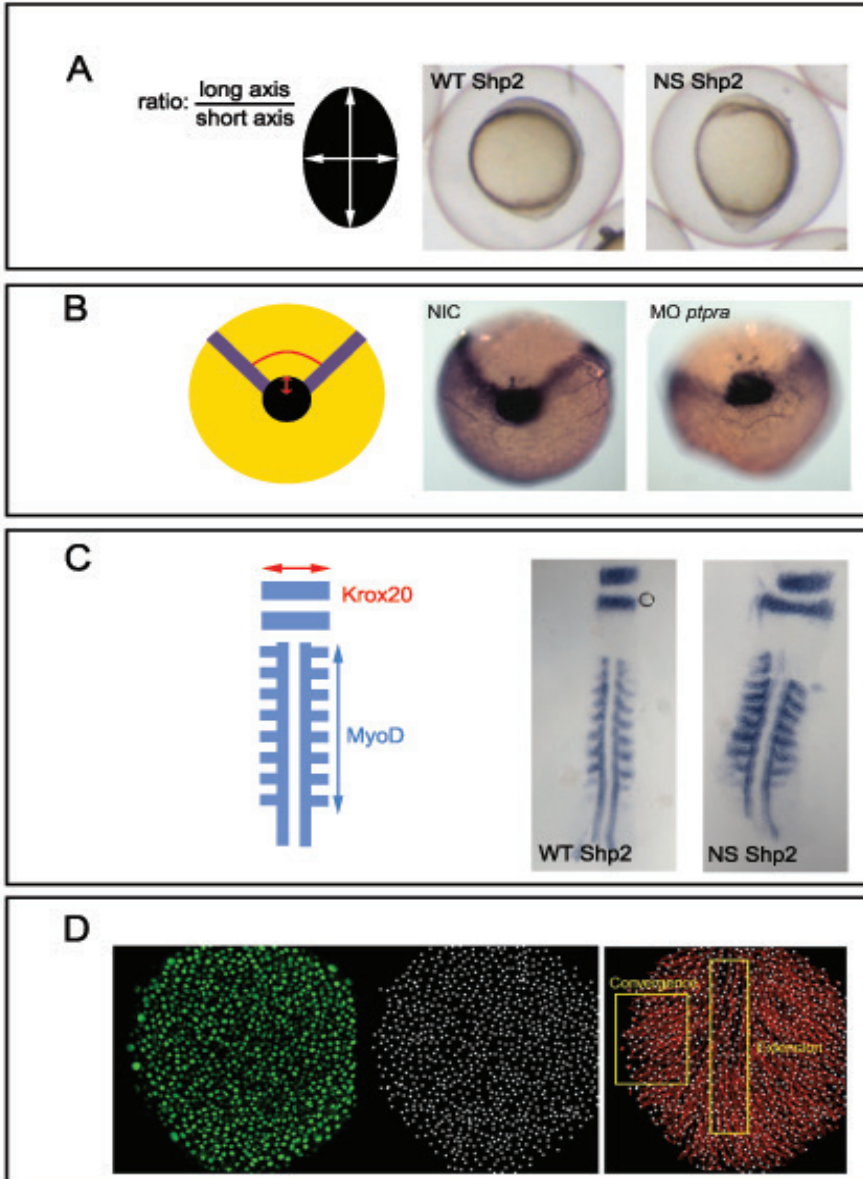 A
ratio: long axis
short axis
WT Shp2
NS Shp2
B
NIC
MO ptpra
C
Krox20
MyoD
WT Shp2
NS Shp2
D
Convergence
Extension